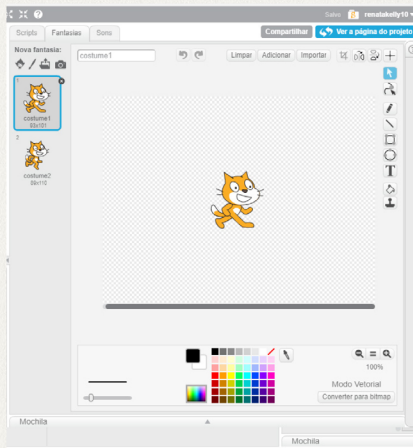 Salvo renatakelly10
Scripts Fantasias Sons
Compartilhar Ver a página do projeto
Nova fantasia:
costume1
Limpar Adicionar Importar
1
costume1
93x101
2
costume2
T
100%
Modo Vetorial
Converter para bitmap
Mochila
Mochila